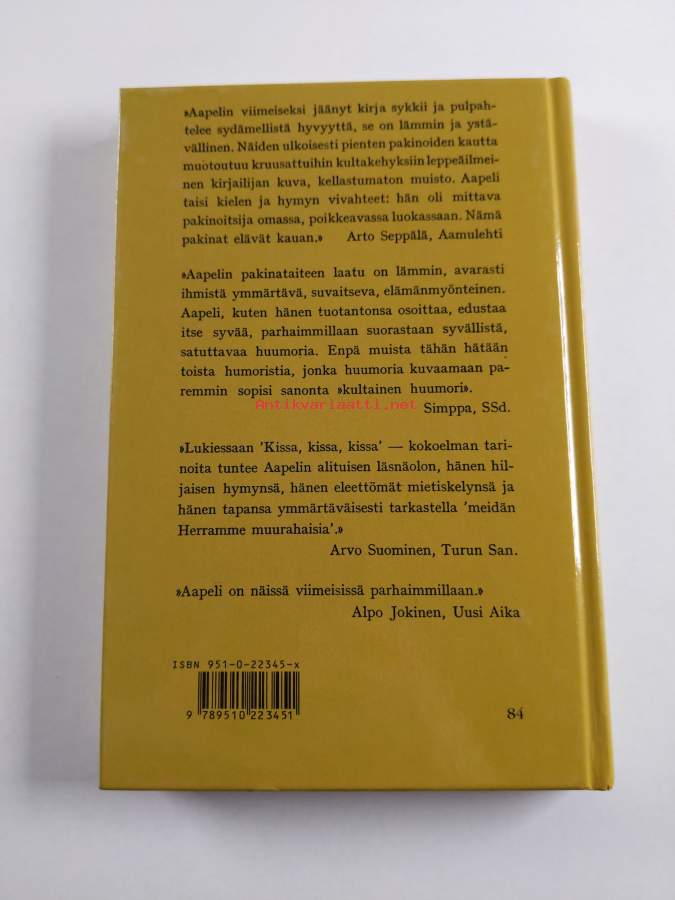 »Aapelin viimeiseksi jäänyt kirja sykkii ja pulpah-
telee sydämellistä hyvyyttä, se on lämmin ja ystä-
vällinen. Näiden ulkoisesti pienten pakinoiden kautta
muotoutuu kruusattuihin kultakehyksiin leppeäilmei-
nen kirjailijan kuva, kellastumaton muisto. Aapeli
taisi kielen ja hymyn vivahteet: hän oli mittava
pakinoitsija omassa, poikkeavassa luokassaan. Nämä
pakinat elävät kauan.» Arto Seppälä, Aamulehti
»Aapelin pakinataiteen laatu on lämmin, avarasti
ihmistä ymmärtävä, suvaitseva, elämänmyönteinen.
Aapeli, kuten hänen tuotantonsa osoittaa, edustaa
itse syvää, parhaimmillaan suorastaan syvällistä,
satuttavaa huumoria. Enpä muista tähän hätään
toista humoristia, jonka huumoria kuvaamaan pa-
remmin sopisi sanonta »kultainen huumori».
Antikvariaatti.net
Simppa, SSd.
»Lukiessaan 'Kissa, kissa, kissa' — kokoelman tari-
noita tuntee Aapelin alituisen läsnäolon, hänen hil-
jaisen hymynsä, hänen eleettömät mietiskelynsä ja
hänen tapansa ymmärtäväisesti tarkastella 'meidän
Herramme muurahaisia'.»
Arvo Suominen, Turun San.
»Aapeli on näissä viimeisissä parhaimmillaan.»
Alpo Jokinen, Uusi Aika
ISBN 951-0-22345-x
9 789510 223451
84